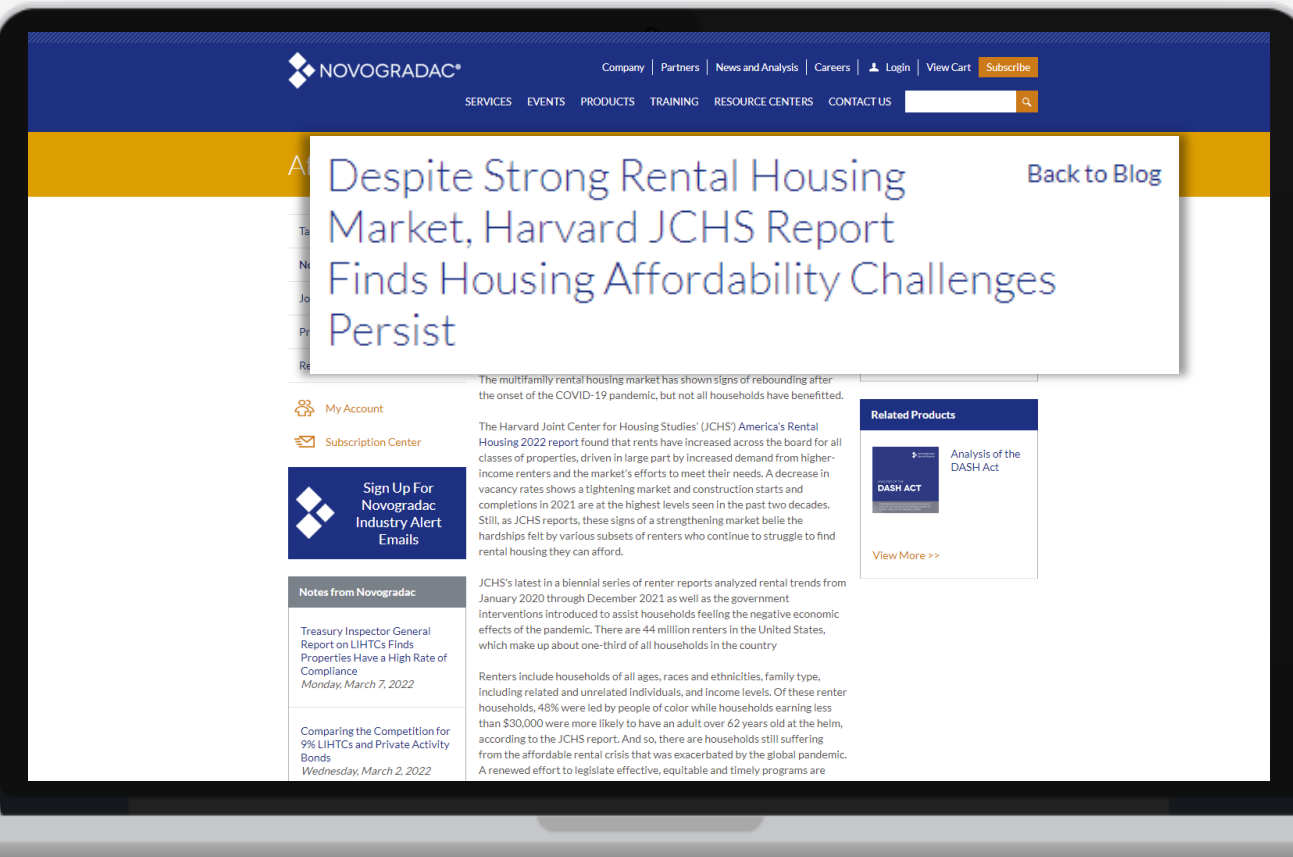 NOVOGRADAC®
Company | Partners | News and Analysis | Careers | Login | View Cart Subscribe
SERVICES EVENTS PRODUCTS TRAINING RESOURCE CENTERS CONTACT US
Despite Strong Rental Housing
Market, Harvard JCHS Report
Finds Housing Affordability Challenges
Persist
Back to Blog
My Account
Subscription Center
Sign Up For
Novogradac
Industry Alert
Emails
Notes from Novogradac
Treasury Inspector General
Report on LIHTCs Finds
Properties Have a High Rate of
Compliance
Monday, March 7, 2022
Comparing the Competition for
9% LIHTCs and Private Activity
Bonds
Wednesday, March 2, 2022
The multifamily rental housing market has shown signs of rebounding after
the onset of the COVID-19 pandemic, but not all households have benefitted.
The Harvard Joint Center for Housing Studies' (JCHS') America's Rental
Housing 2022 report found that rents have increased across the board for all
classes of properties, driven in large part by increased demand from higher-
income renters and the market's efforts to meet their needs. A decrease in
vacancy rates shows a tightening market and construction starts and
completions in 2021 are at the highest levels seen in the past two decades.
Still, as JCHS reports, these signs of a strengthening market belie the
hardships felt by various subsets of renters who continue to struggle to find
rental housing they can afford.
JCHS's latest in a biennial series of renter reports analyzed rental trends from
January 2020 through December 2021 as well as the government
interventions introduced to assist households feeling the negative economic
effects of the pandemic. There are 44 million renters in the United States,
which make up about one-third of all households in the country
Renters include households of all ages, races and ethnicities, family type,
including related and unrelated individuals, and income levels. Of these renter
households, 48% were led by people of color while households earning less
than $30,000 were more likely to have an adult over 62 years old at the helm,
according to the JCHS report. And so, there are households still suffering
from the affordable rental crisis that was exacerbated by the global pandemic.
A renewed effort to legislate effective, equitable and timely programs are
Related Products
DASH ACT
Analysis of the
DASH Act
View More >>